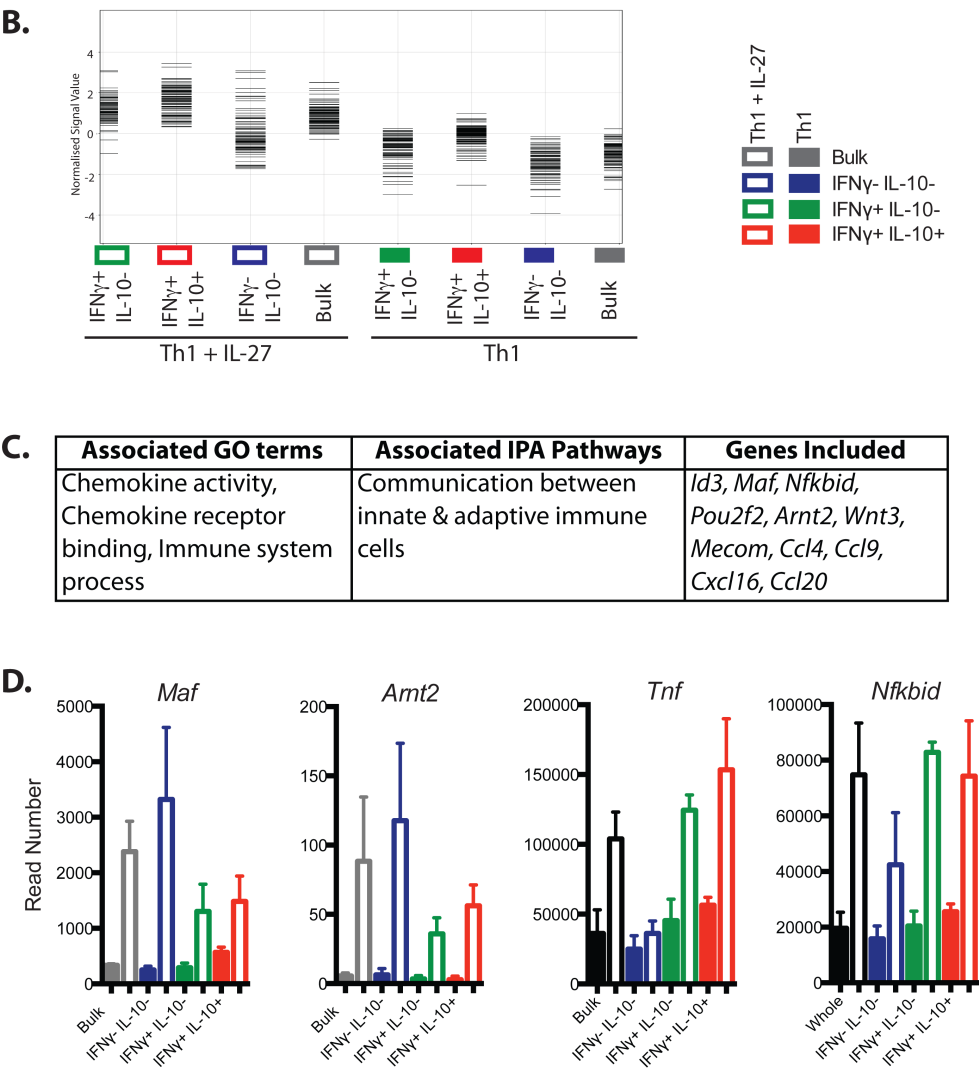 B.
Normalised Signal Value
4
2
0
-2
-4
IFNγ+
IL-10-
IFNγ+
IL-10+
IFNγ-
IL-10-
Bulk
IFNγ+
IL-10-
IFNγ+
IL-10+
IFNγ-
IL-10-
Bulk
Th1 + IL-27
Th1
Th1 + IL-27
Th1
Bulk
IFNγ- IL-10-
IFNγ+ IL-10-
IFNγ+ IL-10+
C.
Associated GO terms
Chemokine activity,
Chemokine receptor
binding, Immune system
process
Associated IPA Pathways
Communication between
innate & adaptive immune
cells
Genes Included
Id3, Maf, Nfkbid,
Pou2f2, Arnt2, Wnt3,
Mecom, Ccl4, Ccl9,
Cxcl16, Ccl20
D.
Read Number
Maf
5000
4000
3000
2000
1000
0
Bulk
IFNγ- IL-10-
IFNγ+ IL-10-
IFNγ+ IL-10+
Arnt2
200
150
100
50
0
Bulk
IFNγ- IL-10-
IFNγ+ IL-10-
IFNγ+ IL-10+
Tnf
200000
150000
100000
50000
0
Bulk
IFNγ- IL-10-
IFNγ+ IL-10-
IFNγ+ IL-10+
Nfkbid
100000
80000
60000
40000
20000
0
Whole
IFNγ- IL-10-
IFNγ+ IL-10-
IFNγ+ IL-10+